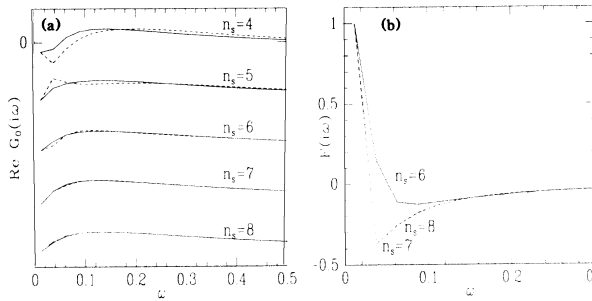 (a)
0
n_s=4
n_s=5
n_s=6
n_s=7
n_s=8
Re G_0(iω)
0 0.1 0.2 0.3 0.4 0.5
ω
(b)
1
0.5
0
-0.5
F(iω)
n_s=6
n_s=8
n_s=7
0 0.1 0.2 0.
ω